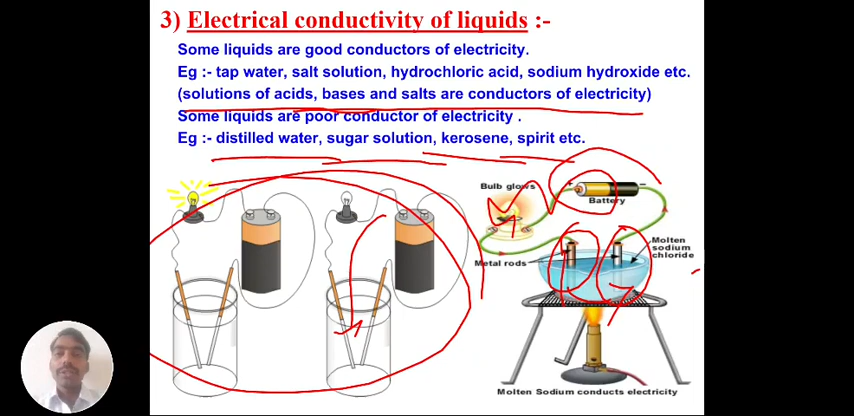 3) Electrical conductivity of liquids :-
Some liquids are good conductors of electricity.
Eg :- tap water, salt solution, hydrochloric acid, sodium hydroxide etc.
(solutions of acids, bases and salts are conductors of electricity)
Some liquids are poor conductor of electricity .
Eg :- distilled water, sugar solution, kerosene, spirit etc.
Bulb glows
+ –
Battery
Molten
sodium
chloride
Metal rods
Molten Sodium conducts electricity